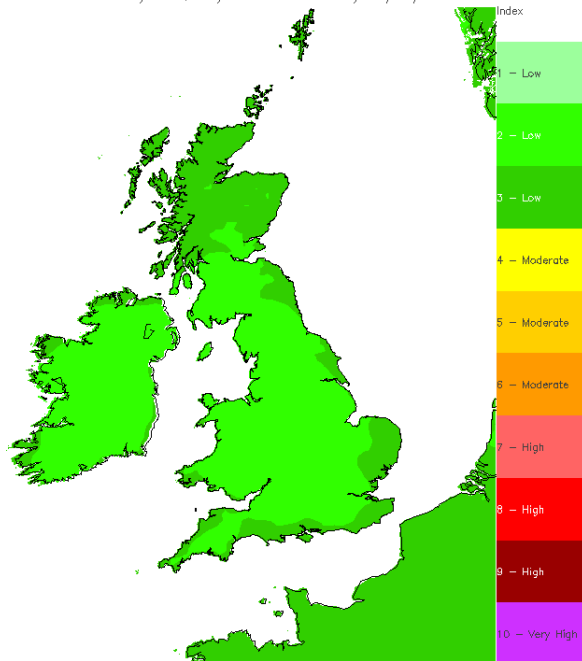 Index
1 - Low
2 - Low
3 - Low
4 - Moderate
5 - Moderate
6 - Moderate
7 - High
8 - High
9 - High
10 - Very High